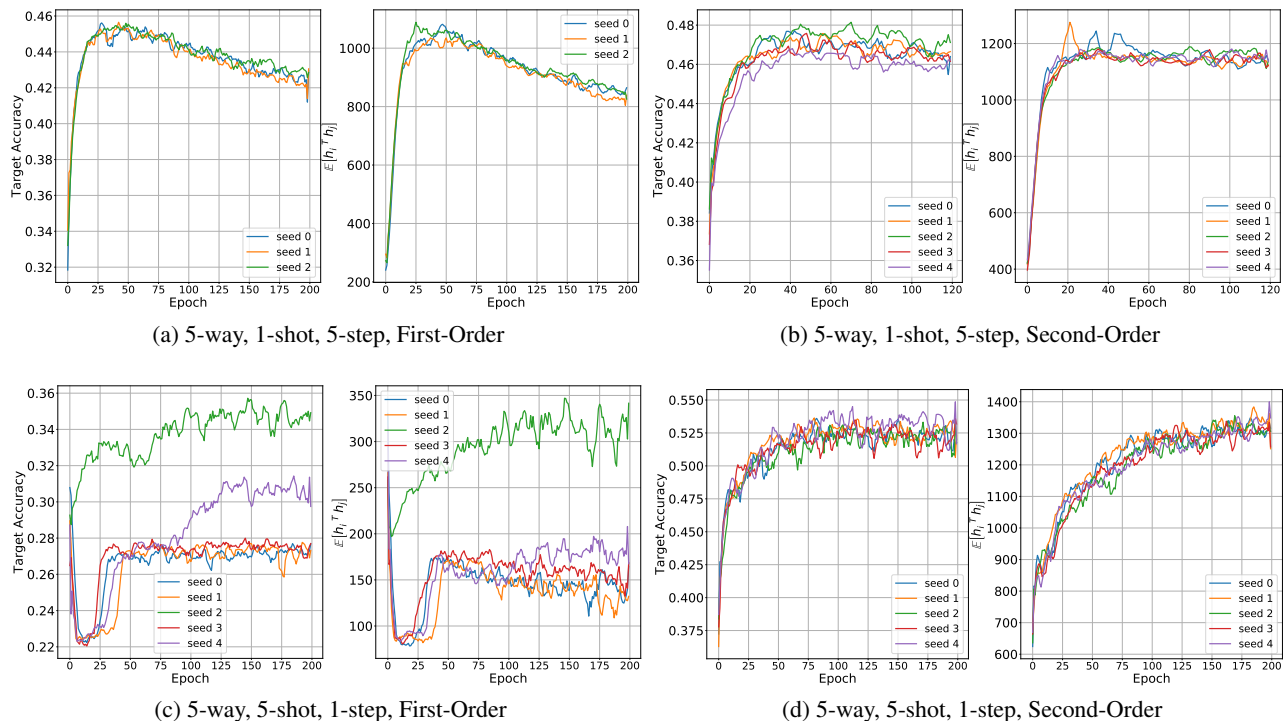 0.46
0.44
0.42
0.40
0.38
0.36
0.34
0.32
Target Accuracy
0 25 50 75 100 125 150 175 200
Epoch
seed 0
seed 1
seed 2
1000
800
600
400
200
𝔼[h_i^T h_j]
0 25 50 75 100 125 150 175 200
Epoch
seed 0
seed 1
seed 2
(a) 5-way, 1-shot, 5-step, First-Order
0.48
0.46
0.44
0.42
0.40
0.38
0.36
Target Accuracy
0 20 40 60 80 100 120
Epoch
seed 0
seed 1
seed 2
seed 3
seed 4
1200
1000
800
600
400
𝔼[h_i^T h_j]
0 20 40 60 80 100 120
Epoch
seed 0
seed 1
seed 2
seed 3
seed 4
(b) 5-way, 1-shot, 5-step, Second-Order
0.36
0.34
0.32
0.30
0.28
0.26
0.24
0.22
Target Accuracy
0 25 50 75 100 125 150 175 200
Epoch
seed 0
seed 1
seed 2
seed 3
seed 4
350
300
250
200
150
100
𝔼[h_i^T h_j]
0 25 50 75 100 125 150 175 200
Epoch
seed 0
seed 1
seed 2
seed 3
seed 4
(c) 5-way, 5-shot, 1-step, First-Order
0.550
0.525
0.500
0.475
0.450
0.425
0.400
0.375
Target Accuracy
0 25 50 75 100 125 150 175 200
Epoch
seed 0
seed 1
seed 2
seed 3
seed 4
1400
1300
1200
1100
1000
900
800
700
600
𝔼[h_i^T h_j]
0 25 50 75 100 125 150 175 200
Epoch
seed 0
seed 1
seed 2
seed 3
seed 4
(d) 5-way, 5-shot, 1-step, Second-Order